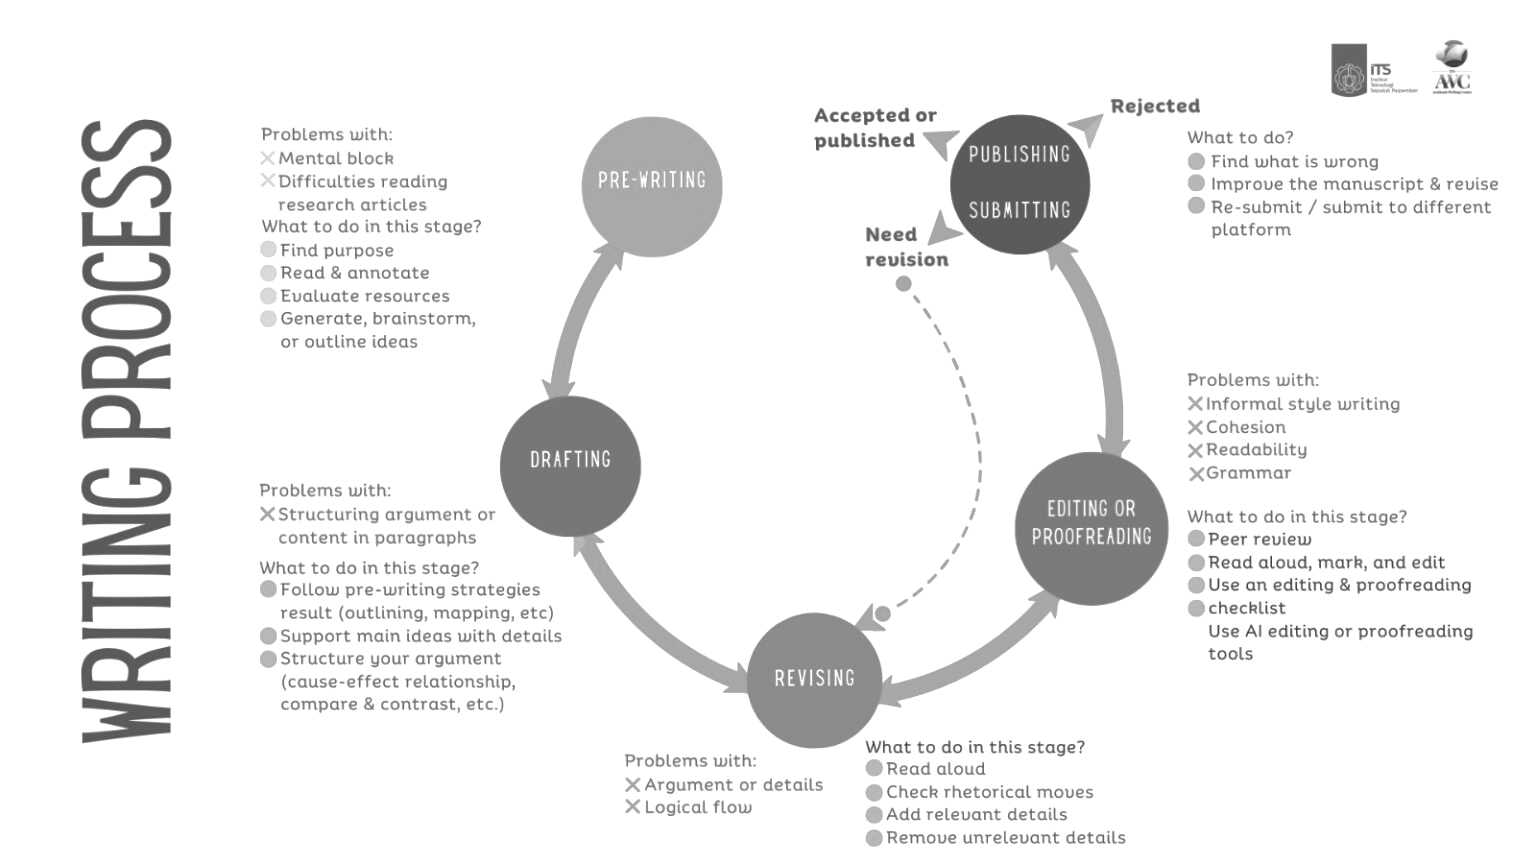 WRITING PROCESS
Problems with:
Mental block
Difficulties reading
research articles
What to do in this stage?
Find purpose
Read & annotate
Evaluate resources
Generate, brainstorm,
or outline ideas
PRE-WRITING
Problems with:
Structuring argument or
content in paragraphs
What to do in this stage?
Follow pre-writing strategies
result (outlining, mapping, etc)
Support main ideas with details
Structure your argument
(cause-effect relationship,
compare & contrast, etc.)
DRAFTING
Problems with:
Argument or details
Logical flow
REVISING
What to do in this stage?
Read aloud
Check rhetorical moves
Add relevant details
Remove unrelevant details
EDITING OR
PROOFREADING
Problems with:
Informal style writing
Cohesion
Readability
Grammar
What to do in this stage?
Peer review
Read aloud, mark, and edit
Use an editing & proofreading
checklist
Use AI editing or proofreading
tools
PUBLISHING
SUBMITTING
Accepted or
published
Need
revision
Rejected
What to do?
Find what is wrong
Improve the manuscript & revise
Re-submit / submit to different
platform
ITS
Institut
Teknologi
Sepuluh Nopember
AWC